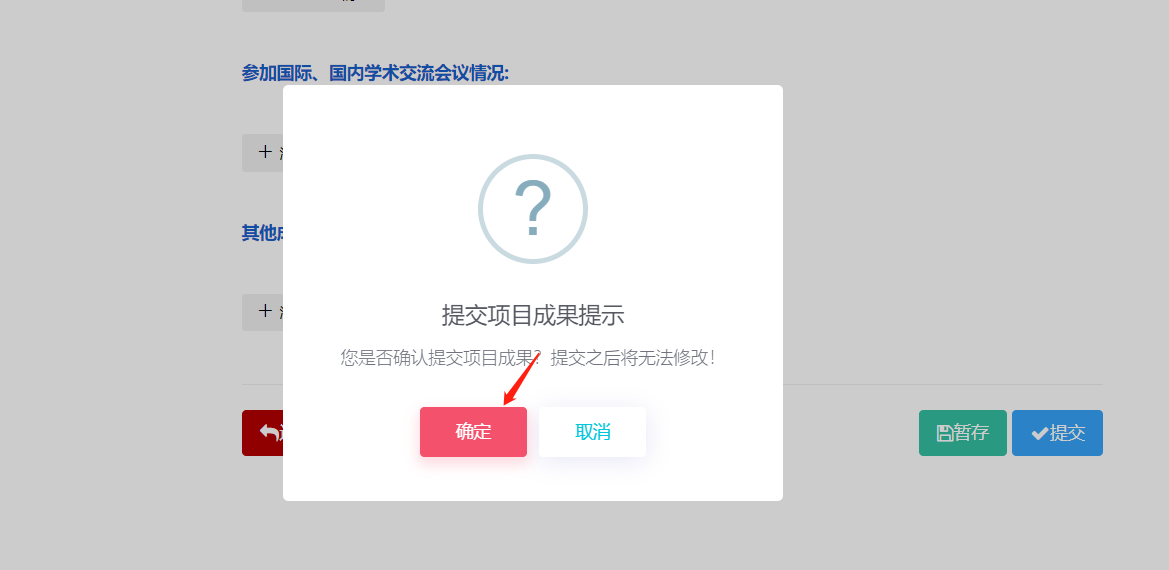 参加国际、国内学术交流会议情况:
其他
?
提交项目成果提示
您是否确认提交项目成果？提交之后将无法修改！
确定
取消
暂存
提交